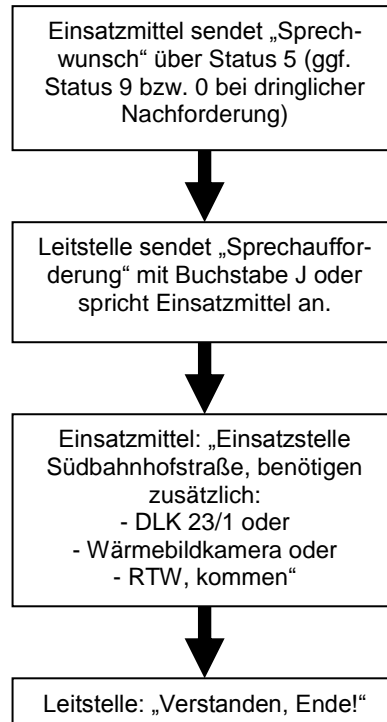 Einsatzmittel sendet „Sprech-
wunsch“ über Status 5 (ggf.
Status 9 bzw. 0 bei dringlicher
Nachforderung)
Leitstelle sendet „Sprechauffor-
derung“ mit Buchstabe J oder
spricht Einsatzmittel an.
Einsatzmittel: „Einsatzstelle
Südbahnhofstraße, benötigen
zusätzlich:
- DLK 23/1 oder
- Wärmebildkamera oder
- RTW, kommen“
Leitstelle: „Verstanden, Ende!“